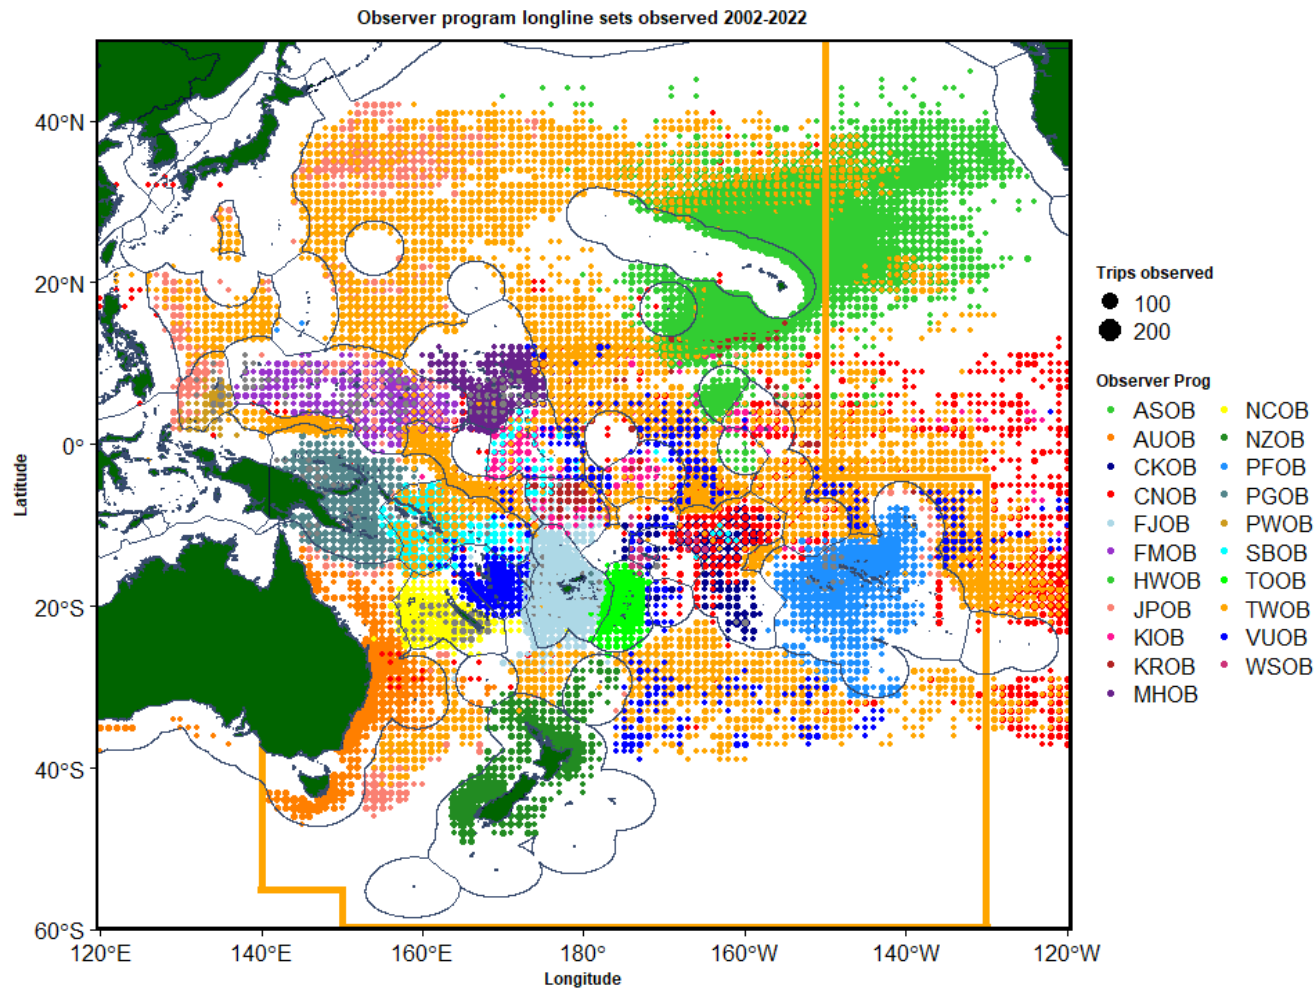 Observer program longline sets observed 2002-2022
40°N
20°N
0°
20°S
40°S
60°S
Latitude
120°E
140°E
160°E
180°
160°W
140°W
120°W
Longitude
Trips observed
100
200
Observer Prog
ASOB
AUOB
CKOB
CNOB
FJOB
FMOB
HWOB
JPOB
KIOB
KROB
MHOB
NCOB
NZOB
PFOB
PGOB
PWOB
SBOB
TOOB
TWOB
VUOB
WSOB